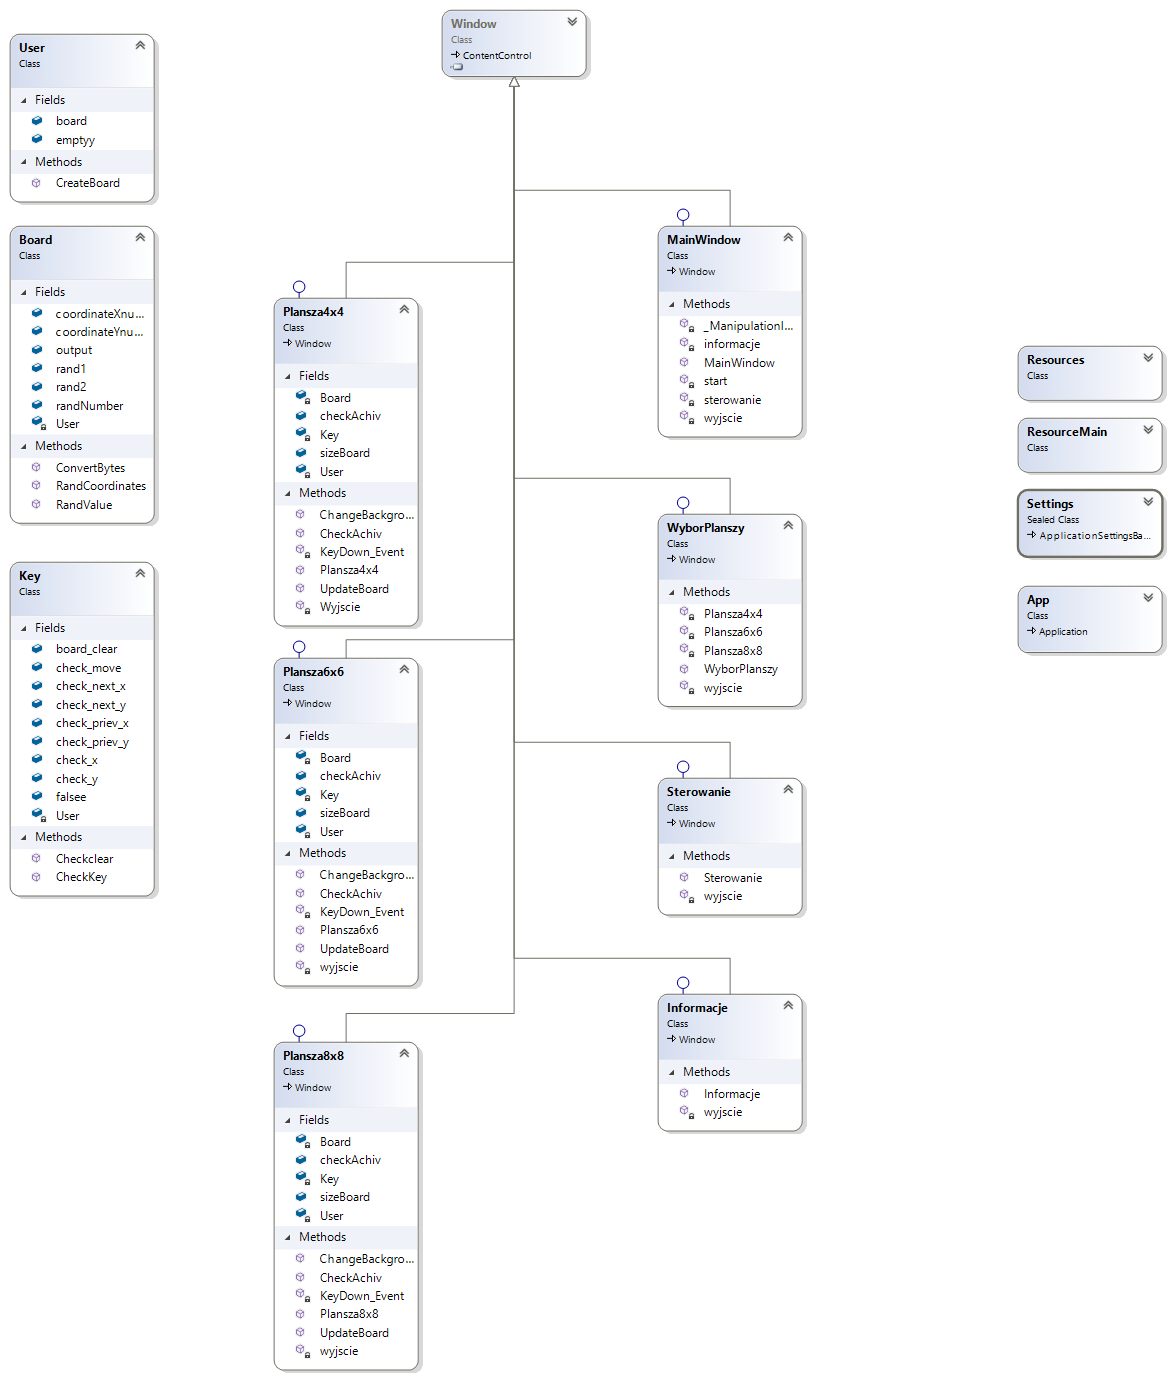 User
Class
Fields
board
emptyy
Methods
CreateBoard
Board
Class
Fields
coordinateXnu...
coordinateYnu...
output
rand1
rand2
randNumber
User
Methods
ConvertBytes
RandCoordinates
RandValue
Key
Class
Fields
board_clear
check_move
check_next_x
check_next_y
check_priev_x
check_priev_y
check_x
check_y
falsee
User
Methods
Checkclear
CheckKey
Window
Class
ContentControl
Plansza4x4
Class
Window
Fields
Board
checkAchiv
Key
sizeBoard
User
Methods
ChangeBackgro...
CheckAchiv
KeyDown_Event
Plansza4x4
UpdateBoard
Wyjscie
Plansza6x6
Class
Window
Fields
Board
checkAchiv
Key
sizeBoard
User
Methods
ChangeBackgro...
CheckAchiv
KeyDown_Event
Plansza6x6
UpdateBoard
wyjscie
Plansza8x8
Class
Window
Fields
Board
checkAchiv
Key
sizeBoard
User
Methods
ChangeBackgro...
CheckAchiv
KeyDown_Event
Plansza8x8
UpdateBoard
wyjscie
MainWindow
Class
Window
Methods
_ManipulationI...
informacje
MainWindow
start
sterowanie
wyjscie
WyborPlanszy
Class
Window
Methods
Plansza4x4
Plansza6x6
Plansza8x8
WyborPlanszy
wyjscie
Sterowanie
Class
Window
Methods
Sterowanie
wyjscie
Informacje
Class
Window
Methods
Informacje
wyjscie
Resources
Class
ResourceMain
Class
Settings
Sealed Class
ApplicationSettingsBa...
App
Class
Application